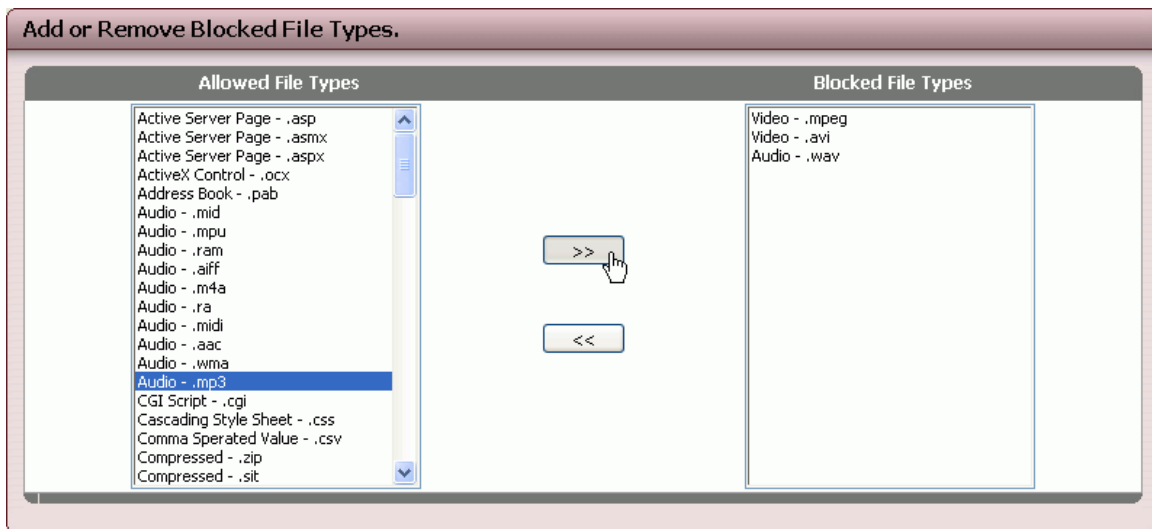 Add or Remove Blocked File Types.
Allowed File Types
Active Server Page - .asp
Active Server Page - .asmx
Active Server Page - .aspx
ActiveX Control - .ocx
Address Book - .pab
Audio - .mid
Audio - .mpu
Audio - .ram
Audio - .aiff
Audio - .m4a
Audio - .ra
Audio - .midi
Audio - .aac
Audio - .wma
Audio - .mp3
CGI Script - .cgi
Cascading Style Sheet - .css
Comma Sperated Value - .csv
Compressed - .zip
Compressed - .sit
>>
<<
Blocked File Types
Video - .mpeg
Video - .avi
Audio - .wav